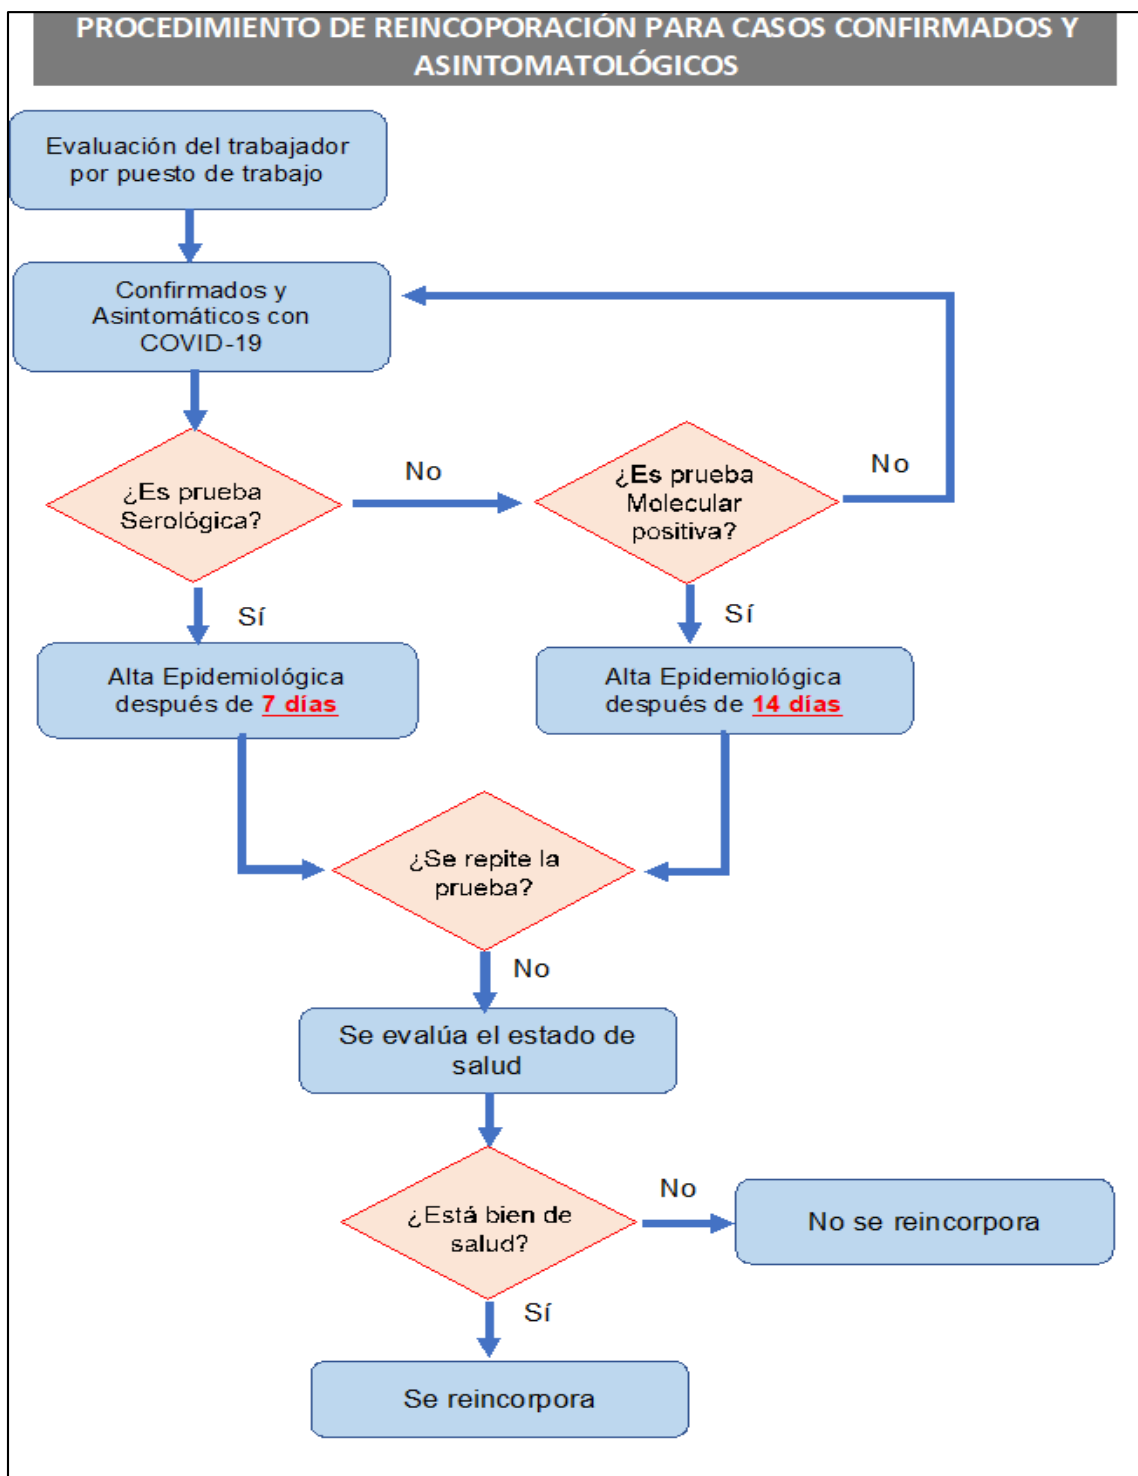 PROCEDIMIENTO DE REINCOPORACIÓN PARA CASOS CONFIRMADOS Y
ASINTOMATOLÓGICOS
Evaluación del trabajador
por puesto de trabajo
Confirmados y
Asintomáticos con
COVID-19
¿Es prueba
Serológica?
No
¿Es prueba
Molecular
positiva?
No
Sí
Sí
Alta Epidemiológica
después de 7 días
Alta Epidemiológica
después de 14 días
¿Se repite la
prueba?
No
Se evalúa el estado de
salud
¿Está bien de
salud?
No
No se reincorpora
Sí
Se reincorpora